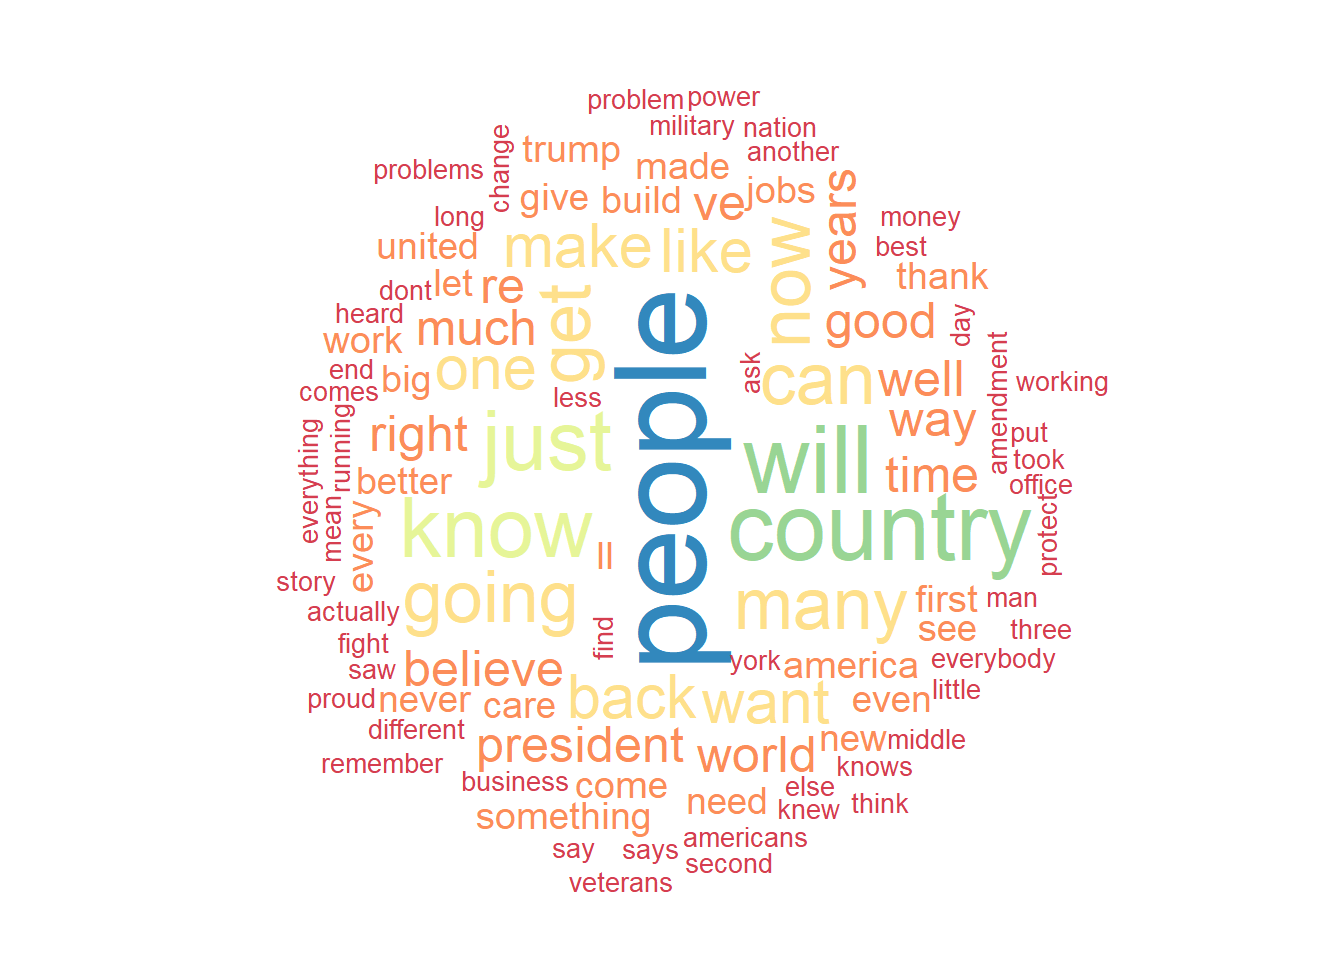 problem
power
military
nation
another
change
trump
made
problems
give
build
ve
jobs
years
long
money
united
make
like
now
best
dont
let
re
get
thank
heard
people
work
much
good
day
end
big
one
ask
can
well
amendment
working
comes
less
everything
running
right
just
will
way
put
took
better
time
office
mean
every
know
ll
country
protect
story
going
many
first
man
actually
find
see
three
fight
saw
believe
york
america
everybody
proud
never
care
back
want
even
little
different
president
world
new
middle
remember
knows
business
come
need
else
knew
think
something
say
says
americans
second
veterans